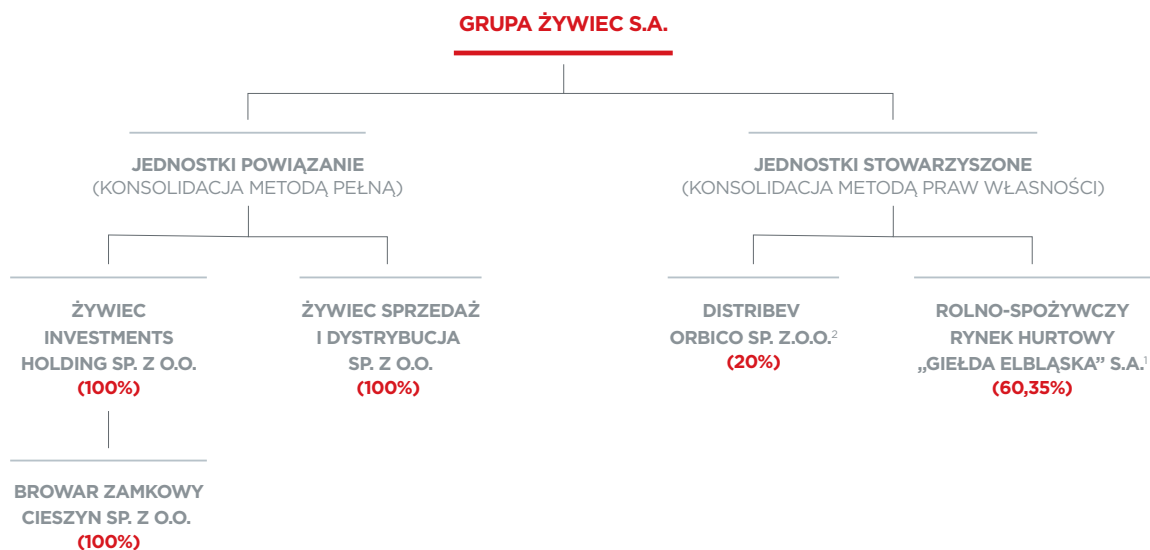 GRUPA ŻYWIEC S.A.
JEDNOSTKI POWIĄZANIE
(KONSOLIDACJA METODĄ PEŁNĄ)
JEDNOSTKI STOWARZYSZONE
(KONSOLIDACJA METODĄ PRAW WŁASNOŚCI)
ŻYWIEC
INVESTMENTS
HOLDING SP. Z O.O.
(100%)
ŻYWIEC SPRZEDAŻ
I DYSTRYBUCJA
SP. Z O.O.
(100%)
DISTRIBEV
ORBICO SP. Z.O.O.²
(20%)
ROLNO-SPOŻYWCZY
RYNEK HURTOWY
„GIEŁDA ELBLĄSKA” S.A.¹
(60,35%)
BROWAR ZAMKOWY
CIESZYN SP. Z O.O.
(100%)